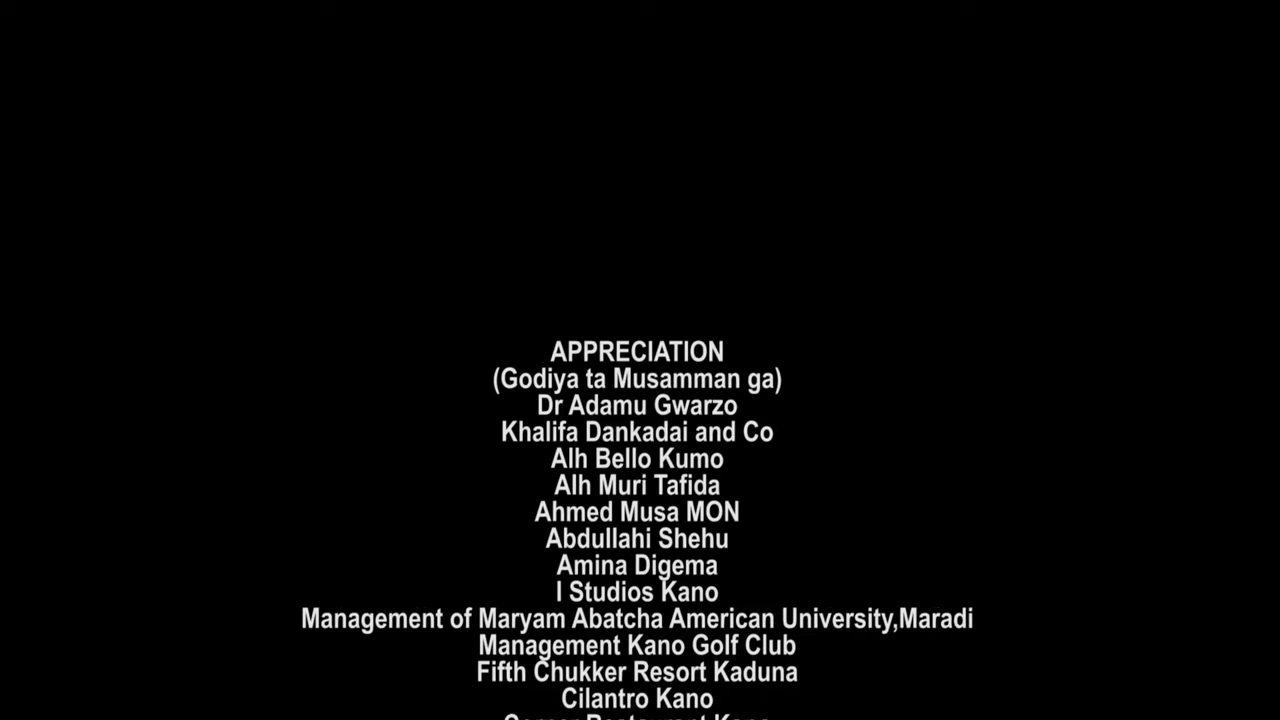 APPRECIATION
(Godiya ta Musamman ga)
Dr Adamu Gwarzo
Khalifa Dankadai and Co
Alh Bello Kumo
Alh Muri Tafida
Ahmed Musa MON
Abdullahi Shehu
Amina Digema
I Studios Kano
Management of Maryam Abatcha American University,Maradi
Management Kano Golf Club
Fifth Chukker Resort Kaduna
Cilantro Kano
Restaurant Kano